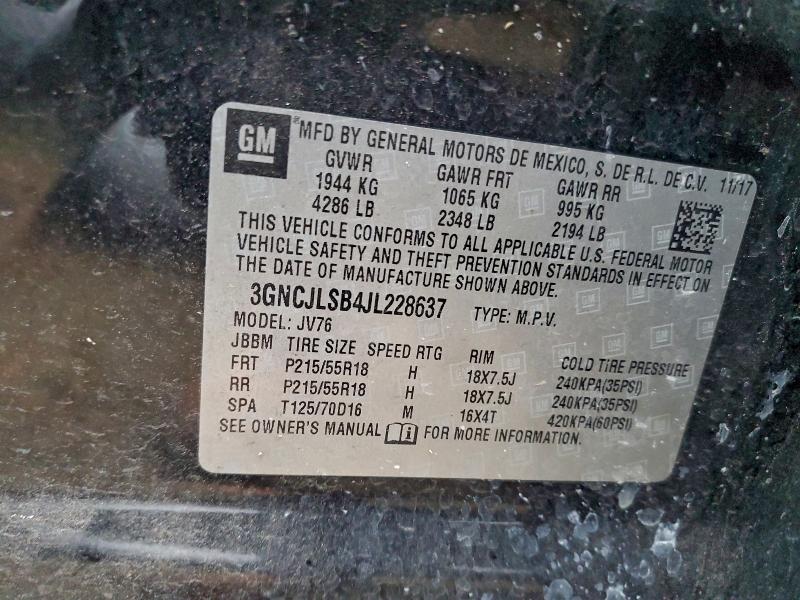 GM ®MFD BY GENERAL MOTORS DE MEXICO, S. DE R.L. DE C.V. 11/17
GVWR GAWR FRT GAWR RR
1944 KG 1065 KG 995 KG
4286 LB 2348 LB 2194 LB
THIS VEHICLE CONFORMS TO ALL APPLICABLE U.S. FEDERAL MOTOR
VEHICLE SAFETY AND THEFT PREVENTION STANDARDS IN EFFECT ON
THE DATE OF MANUFACTURE SHOWN ABOVE.
3GNCJLSB4JL228637 TYPE: M.P.V.
MODEL: JV76
JBBM TIRE SIZE SPEED RTG RIM COLD TIRE PRESSURE
FRT P215/55R18 H 18X7.5J 240KPA(35PSI)
RR P215/55R18 H 18X7.5J 240KPA(35PSI)
SPA T125/70D16 M 16X4T 420KPA(60PSI)
SEE OWNER'S MANUAL FOR MORE INFORMATION.